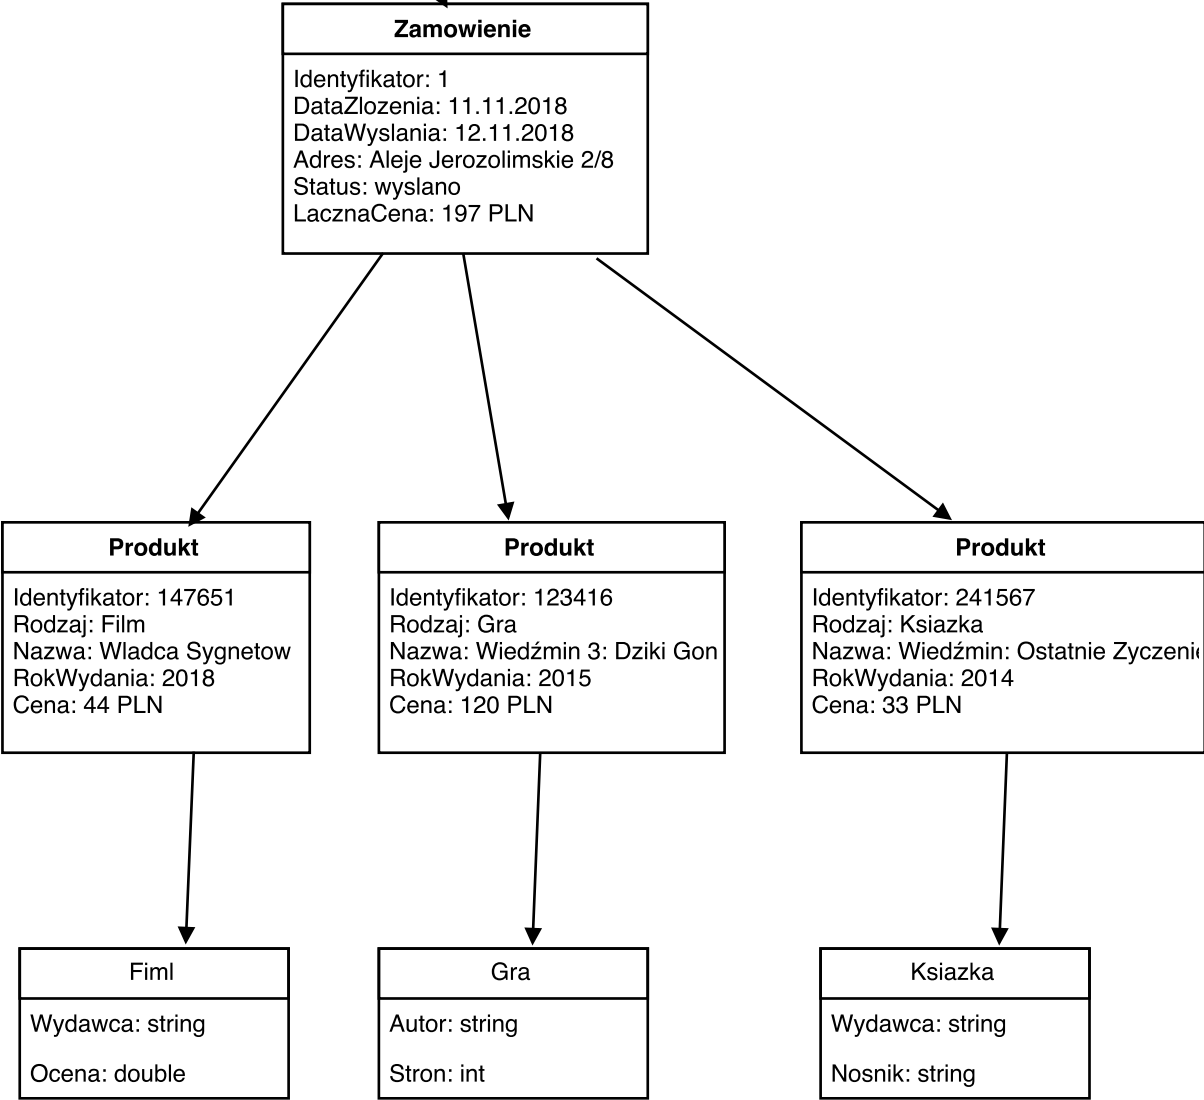 Zamowienie
Identyfikator: 1
DataZlozenia: 11.11.2018
DataWyslania: 12.11.2018
Adres: Aleje Jerozolimskie 2/8
Status: wyslano
LacznaCena: 197 PLN
Produkt
Identyfikator: 147651
Rodzaj: Film
Nazwa: Wladca Sygnetow
RokWydania: 2018
Cena: 44 PLN
Produkt
Identyfikator: 123416
Rodzaj: Gra
Nazwa: Wiedźmin 3: Dziki Gon
RokWydania: 2015
Cena: 120 PLN
Produkt
Identyfikator: 241567
Rodzaj: Ksiazka
Nazwa: Wiedźmin: Ostatnie Zyczenie
RokWydania: 2014
Cena: 33 PLN
Fiml
Wydawca: string
Ocena: double
Gra
Autor: string
Stron: int
Ksiazka
Wydawca: string
Nosnik: string